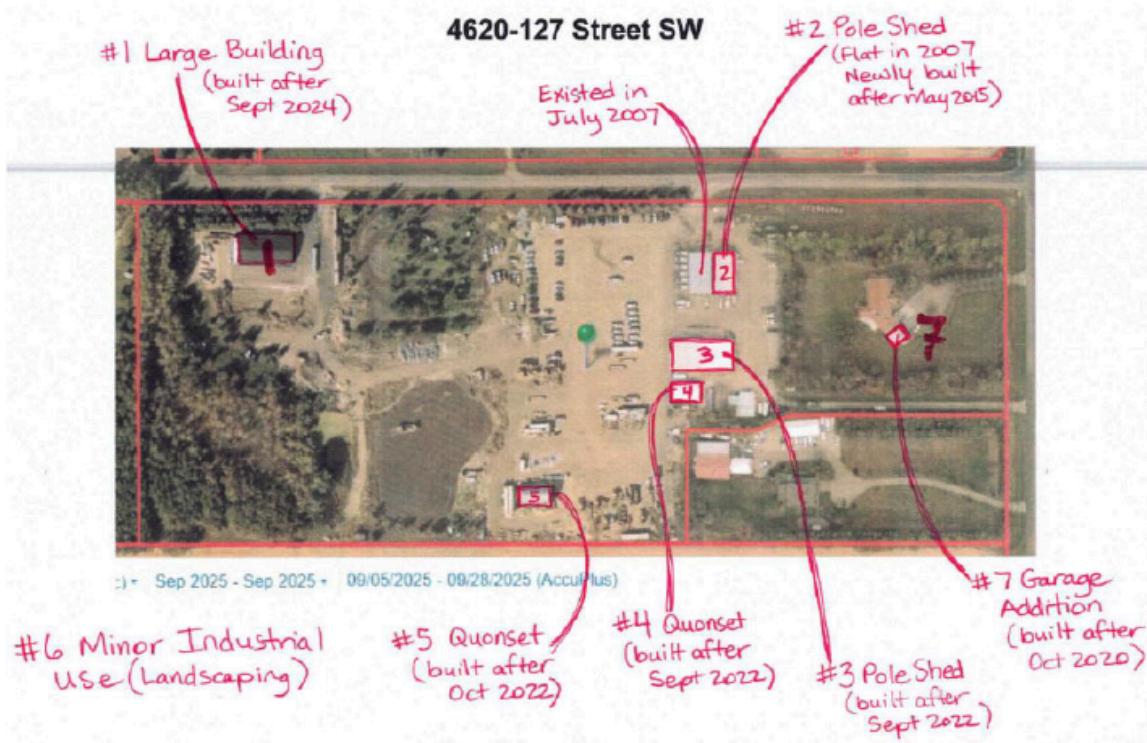 4620-127 Street SW
#1 Large Building
(built after
Sept 2024)
Existed in
July 2007
#2 Pole Shed
(Flat in 2007
Newly built
after May 2015)
1
2
3
4
5
7
Sep 2025 - Sep 2025
09/05/2025 - 09/28/2025 (AccuPlus)
#6 Minor Industrial
Use (Landscaping)
#5 Quonset
(built after
Oct 2022)
#4 Quonset
(built after
Sept 2022)
#3 Pole Shed
(built after
Sept 2022)
#7 Garage
Addition
(built after
Oct 2020)